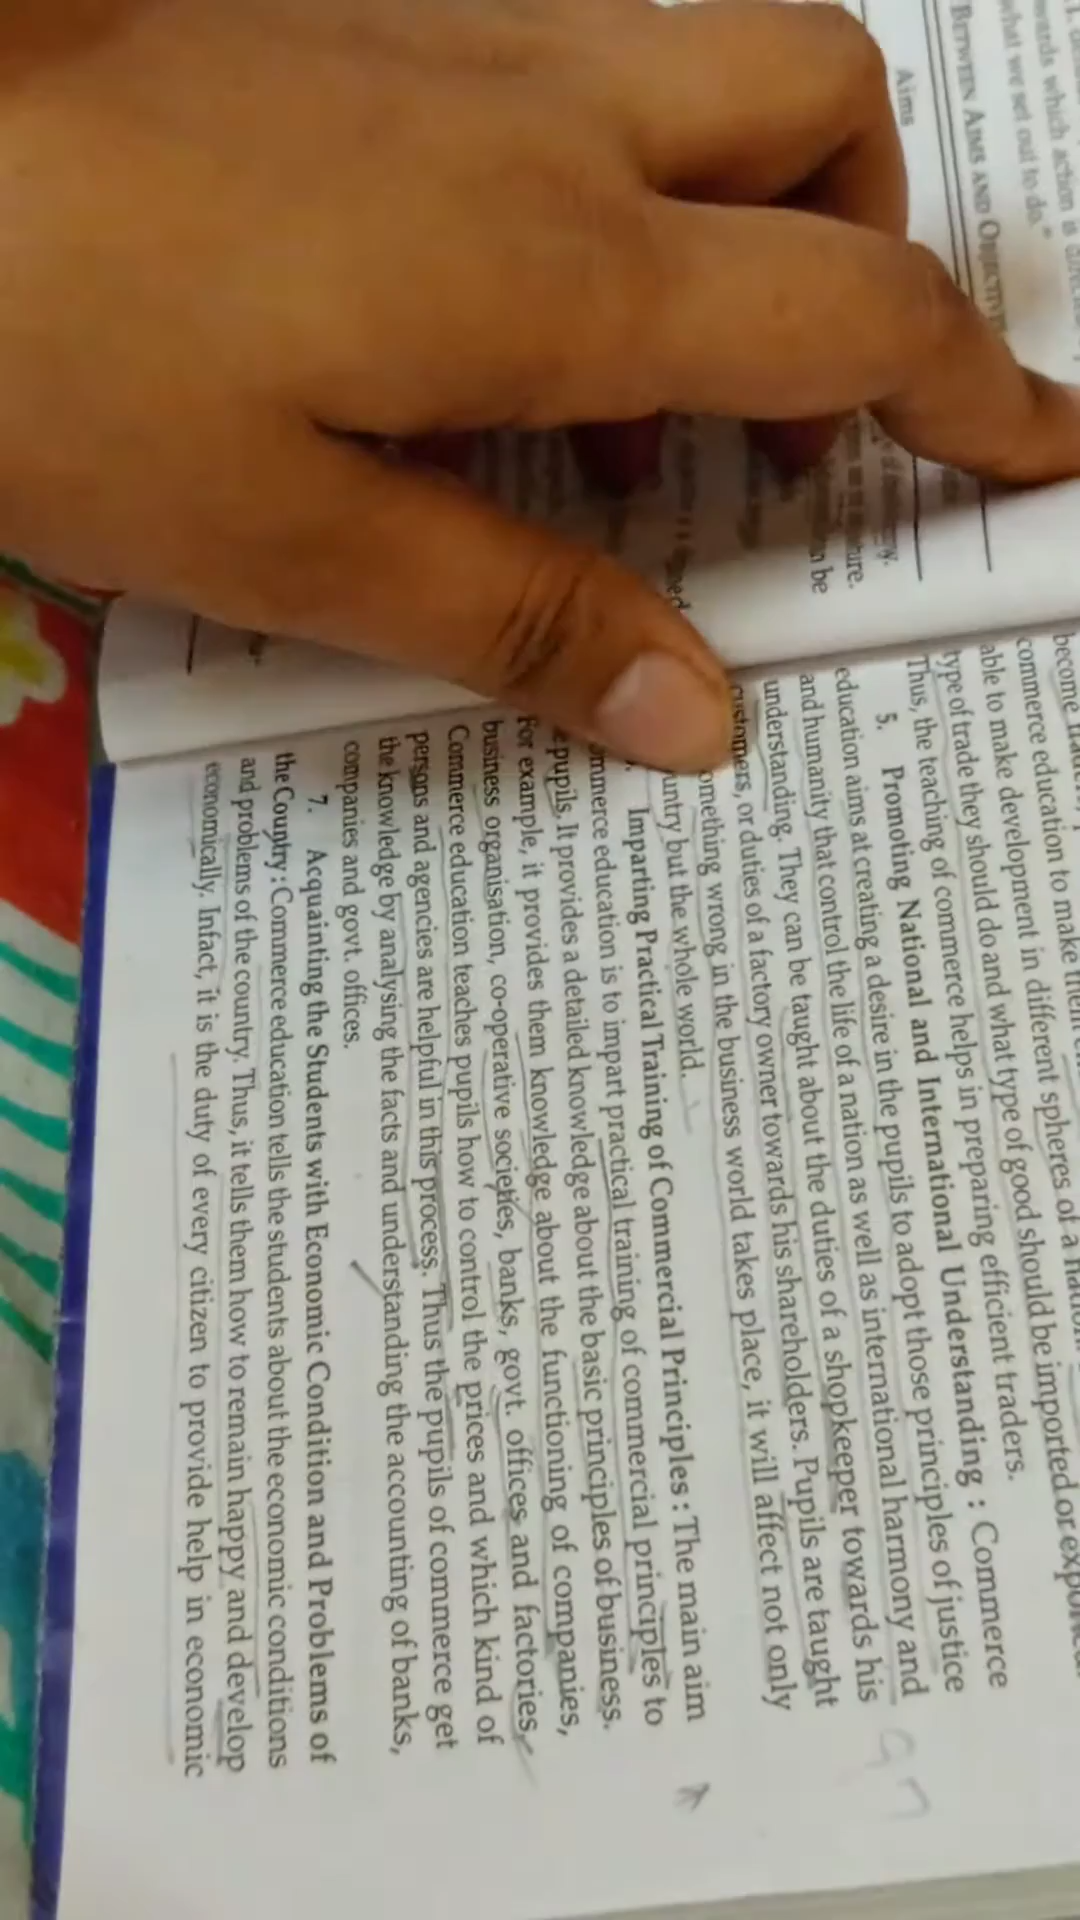 what we set out to do."
BETWEEN AIMS AND
Aims
be
become
commerce education to make
able to make development in different spheres of a
type of trade they should do and what type of good should be imported or
Thus, the teaching of commerce helps in preparing efficient traders.
5. Promoting National and International Understanding : Commerce
education aims at creating a desire in the pupils to adopt those principles of justice
and humanity that control the life of a nation as well as international harmony and
understanding. They can be taught about the duties of a shopkeeper towards his
customers, or duties of a factory owner towards his shareholders. Pupils are taught
omething wrong in the business world takes place, it will affect not only
untry but the whole world.
Imparting Practical Training of Commercial Principles : The main aim
mmerce education is to impart practical training of commercial principles to
pupils. It provides a detailed knowledge about the basic principles of business.
For example, it provides them knowledge about the functioning of companies,
business organisation, co-operative societies, banks, govt. offices and factories,
Commerce education teaches pupils how to control the prices and which kind of
persons and agencies are helpful in this process. Thus the pupils of commerce get
the knowledge by analysing the facts and understanding the accounting of banks,
companies and govt. offices.
7. Acquainting the Students with Economic Condition and Problems of
the Country : Commerce education tells the students about the economic conditions
and problems of the country. Thus, it tells them how to remain happy and develop
economically. Infact, it is the duty of every citizen to provide help in economic